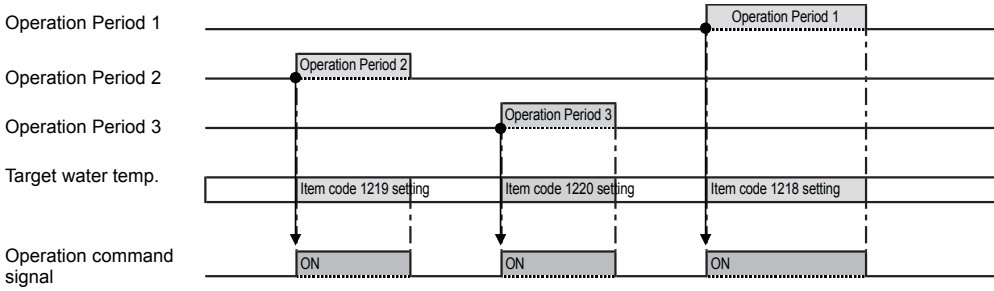 Operation Period 1
Operation Period 1
Operation Period 2
Operation Period 2
Operation Period 3
Operation Period 3
Target water temp.
Item code 1219 setting
Item code 1220 setting
Item code 1218 setting
Operation command
signal
ON
ON
ON